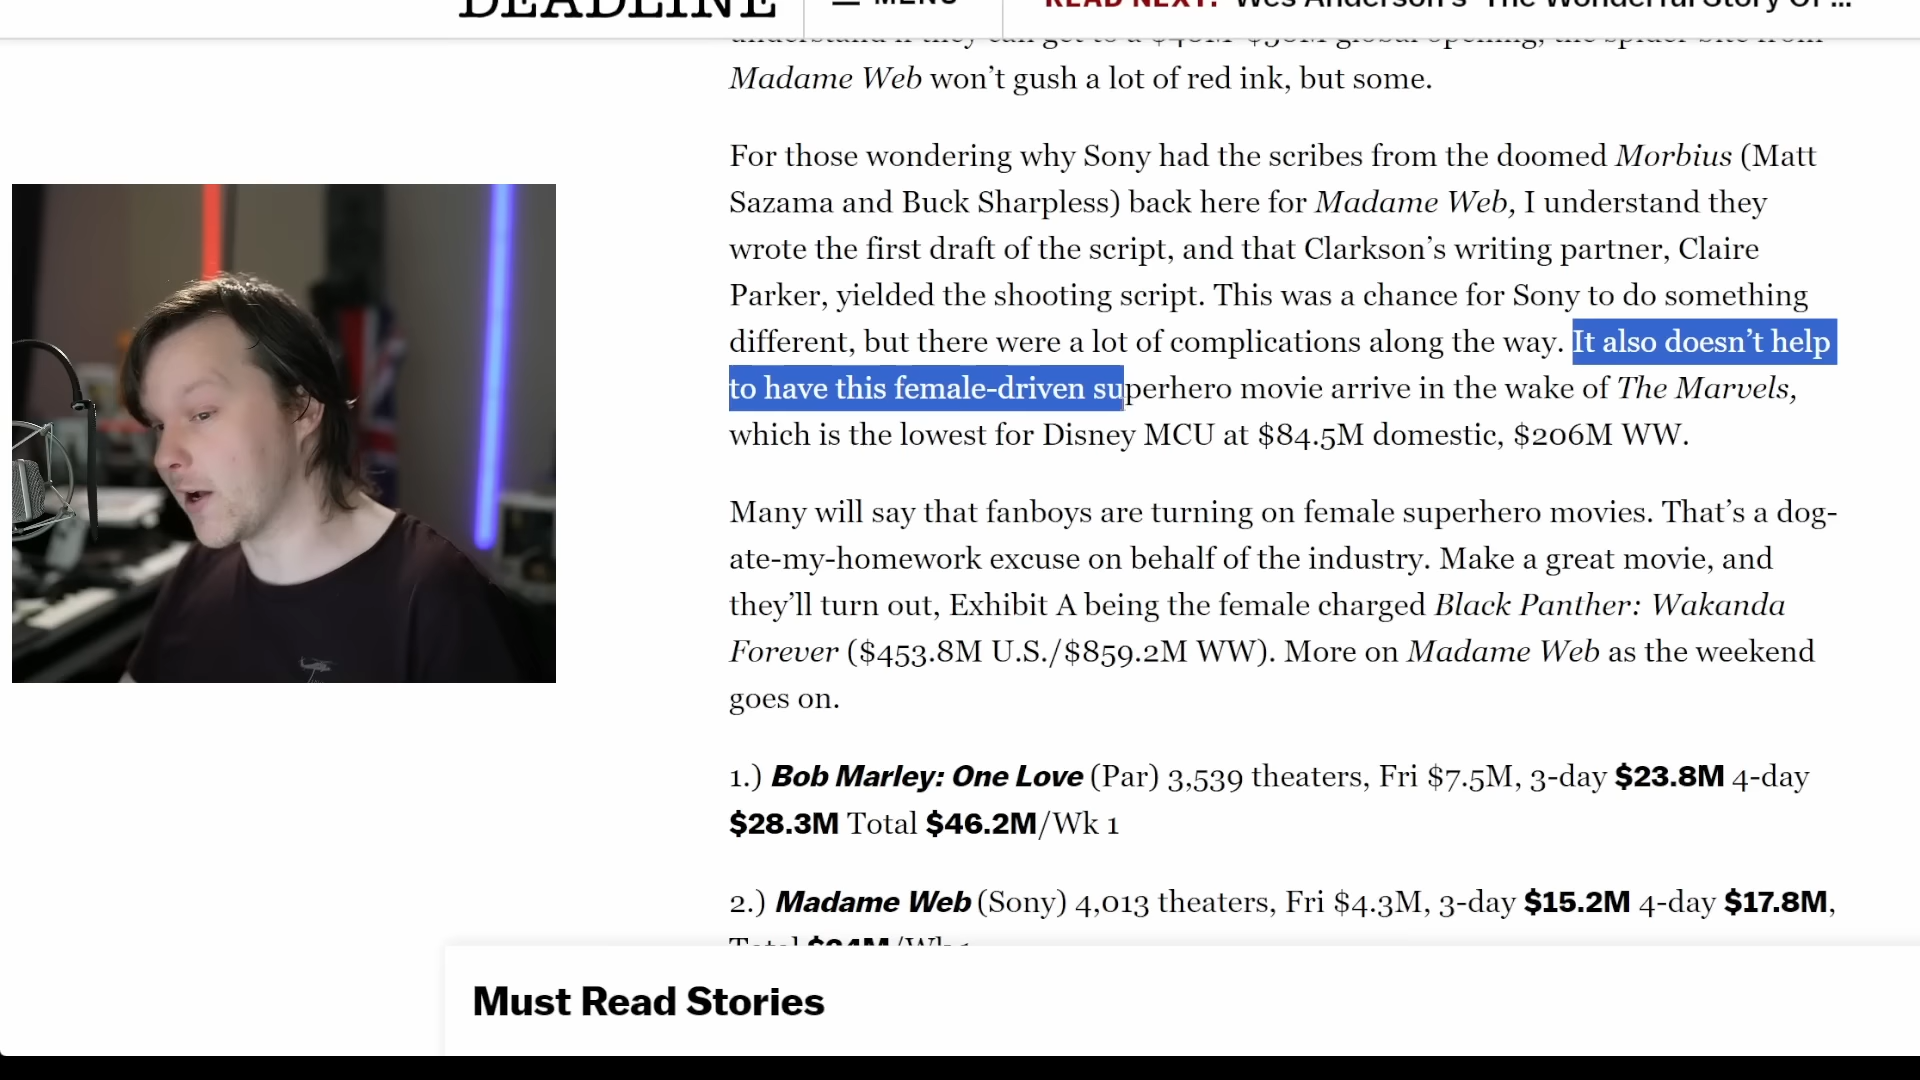 DEADLINE
MENU
READ NEXT: Wes Anderson's 'The Wonderful Story Of ...
understand if they can get to a $48M-$50M global opening, the spider-bite from
Madame Web won’t gush a lot of red ink, but some.
For those wondering why Sony had the scribes from the doomed Morbius (Matt
Sazama and Buck Sharpless) back here for Madame Web, I understand they
wrote the first draft of the script, and that Clarkson’s writing partner, Claire
Parker, yielded the shooting script. This was a chance for Sony to do something
different, but there were a lot of complications along the way. It also doesn’t help
to have this female-driven superhero movie arrive in the wake of The Marvels,
which is the lowest for Disney MCU at $84.5M domestic, $206M WW.
Many will say that fanboys are turning on female superhero movies. That’s a dog-
ate-my-homework excuse on behalf of the industry. Make a great movie, and
they’ll turn out, Exhibit A being the female charged Black Panther: Wakanda
Forever ($453.8M U.S./$859.2M WW). More on Madame Web as the weekend
goes on.
1.) Bob Marley: One Love (Par) 3,539 theaters, Fri $7.5M, 3-day $23.8M 4-day
$28.3M Total $46.2M/Wk 1
2.) Madame Web (Sony) 4,013 theaters, Fri $4.3M, 3-day $15.2M 4-day $17.8M,
Total /Wk 1
Must Read Stories